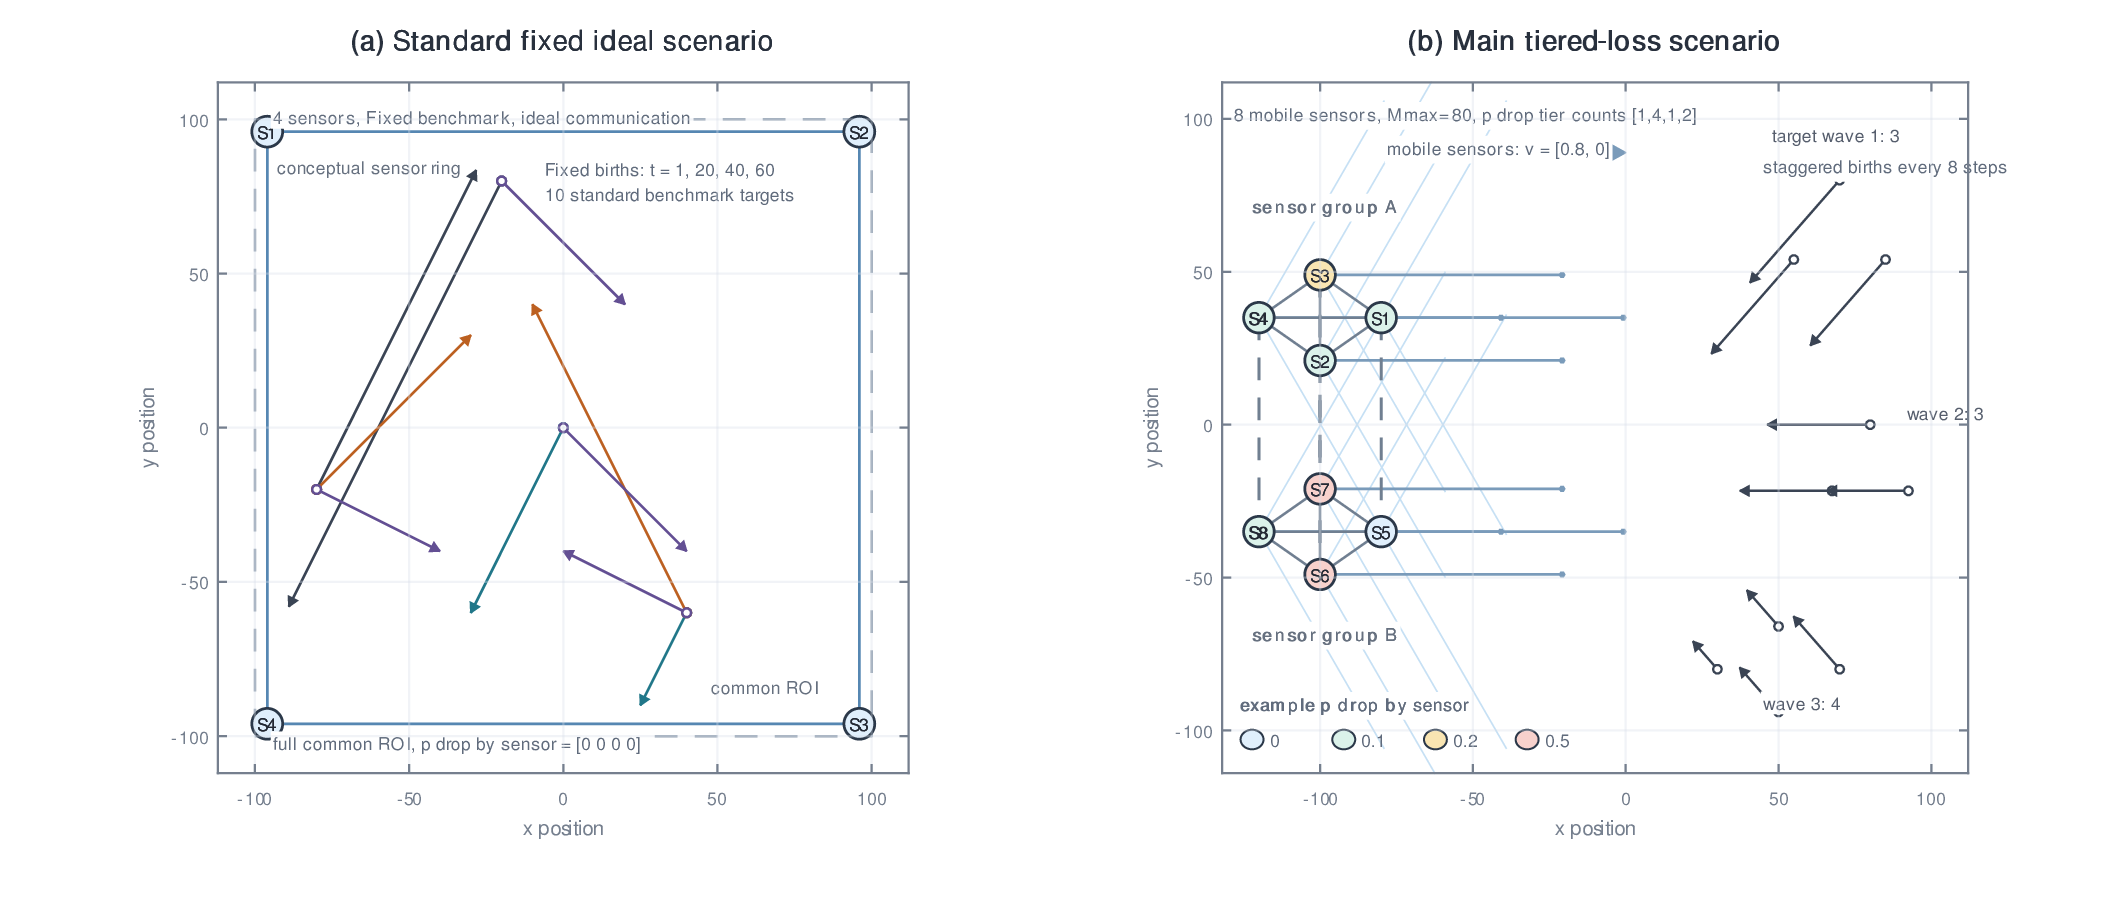 (a) Standard fixed ideal scenario
4 sensors, Fixed benchmark, ideal communication
S1
S2
conceptual sensor ring
Fixed births: t = 1, 20, 40, 60
10 standard benchmark targets
common ROI
S4
S3
full common ROI, p drop by sensor = [0 0 0 0]
100
50
0
-50
-100
y position
-100
-50
0
50
100
x position
(b) Main tiered-loss scenario
8 mobile sensors, Mmax=80, p drop tier counts [1,4,1,2]
target wave 1: 3
mobile sensors: v = [0.8, 0]
staggered births every 8 steps
sensor group A
S3
S4
S1
S2
wave 2: 3
S7
S8
S5
S6
sensor group B
wave 3: 4
example p drop by sensor
0
0.1
0.2
0.5
100
50
0
-50
-100
y position
-100
-50
0
50
100
x position